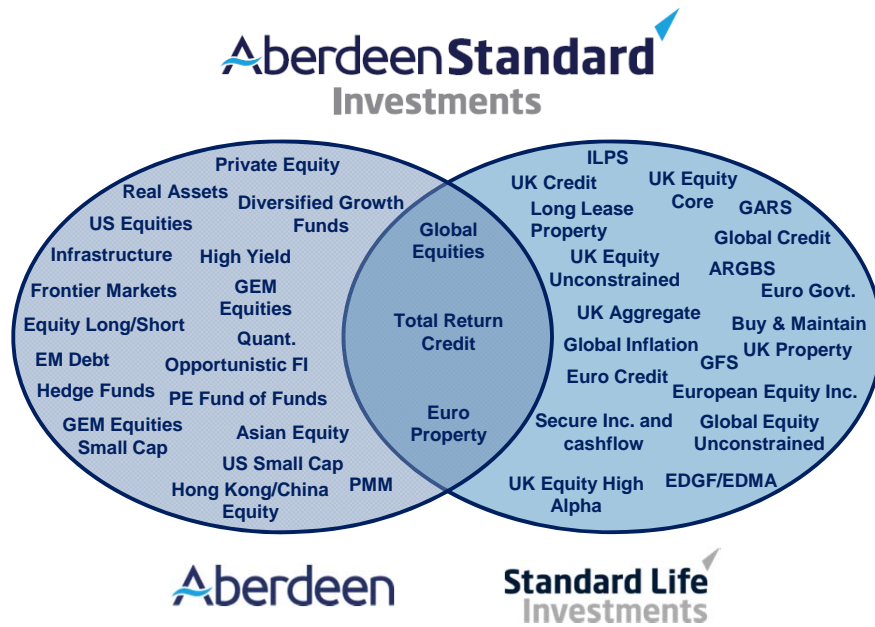 Aberdeen Standard
Investments
Private Equity
Real Assets
Diversified Growth
Funds
US Equities
Infrastructure
High Yield
Frontier Markets
GEM
Equities
Equity Long/Short
Quant.
EM Debt
Opportunistic FI
Hedge Funds
PE Fund of Funds
GEM Equities
Small Cap
Asian Equity
US Small Cap
Hong Kong/China
Equity
PMM
Global
Equities
Total Return
Credit
Euro
Property
ILPS
UK Credit
UK Equity
Core
Long Lease
Property
GARS
Global Credit
UK Equity
Unconstrained
ARGBS
Euro Govt.
UK Aggregate
Buy & Maintain
Global Inflation
GFS
UK Property
Euro Credit
European Equity Inc.
Secure Inc. and
cashflow
Global Equity
Unconstrained
UK Equity High
Alpha
EDGF/EDMA
Aberdeen
Standard Life
Investments